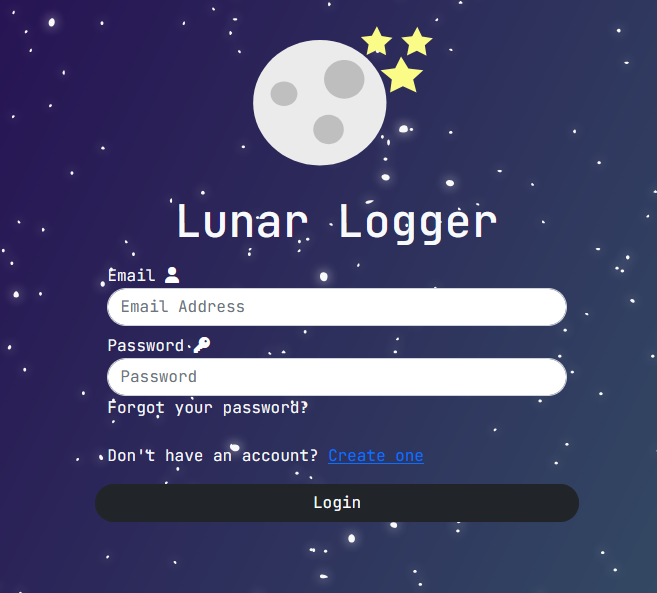 Lunar Logger
Email
Email Address
Password
Password
Forgot your password?
Don't have an account? Create one
Login